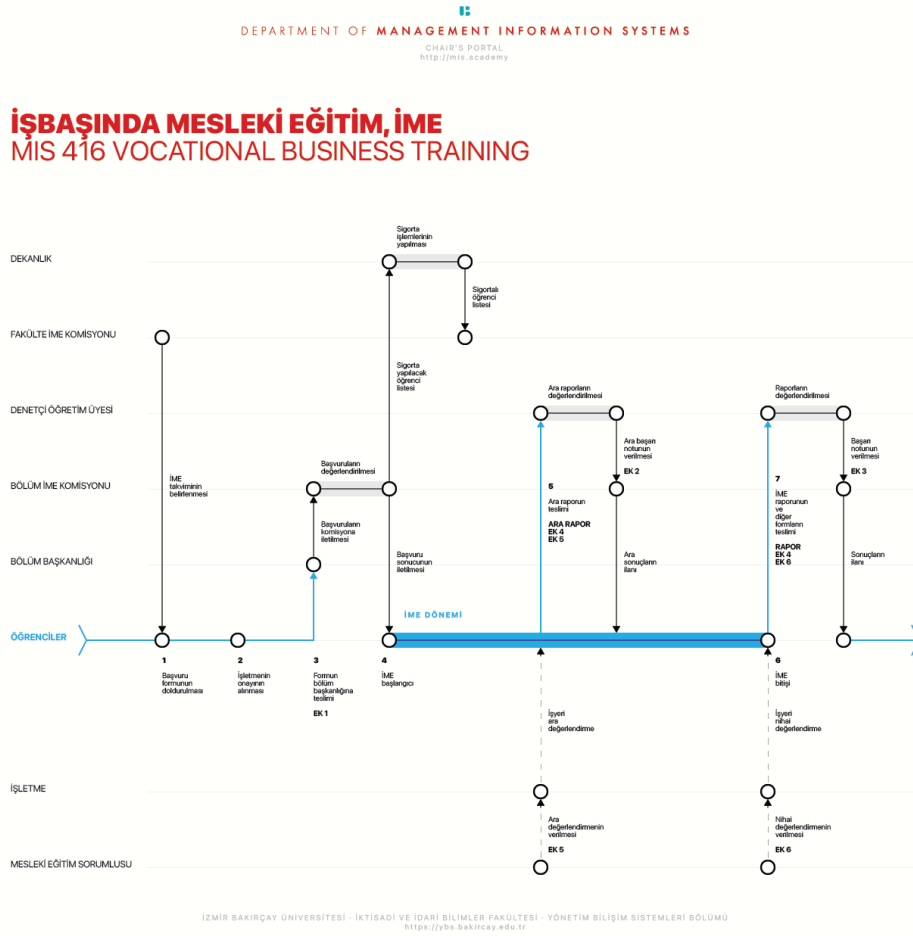 DEPARTMENT OF MANAGEMENT INFORMATION SYSTEMS
CHAIR'S PORTAL
http://mis.academy
İŞBAŞINDA MESLEKİ EĞİTİM, İME
MIS 416 VOCATIONAL BUSINESS TRAINING
Sigorta
işlemlerinin
yapılması
DEKANLIK
Sigortalı
öğrenci
listesi
FAKÜLTE İME KOMİSYONU
Sigorta
yapılacak
öğrenci
listesi
Ara raporların
değerlendirilmesi
Raporların
değerlendirilmesi
DENETÇİ ÖĞRETİM ÜYESİ
Ara başarı
notunun
verilmesi
EK 2
Başarı
notunun
verilmesi
EK 3
Başvuruların
değerlendirilmesi
İME
takviminin
belirlenmesi
BÖLÜM İME KOMİSYONU
5
Ara raporun
teslimi
ARA RAPOR
EK 4
EK 5
7
İME
raporunun
ve
diğer
formların
teslimi
RAPOR
EK 4
EK 6
Başvuruların
komisyona
iletilmesi
BÖLÜM BAŞKANLIĞI
Başvuru
sonucunun
iletilmesi
Ara
sonuçların
ilanı
Sonuçların
ilanı
İME DÖNEMİ
ÖĞRENCİLER
1
Başvuru
formunun
doldurulması
2
İşletmenin
onayının
alınması
3
Formun
bölüm
başkanlığına
teslimi
EK 1
4
İME
başlangıcı
6
İME
bitişi
İşyeri
ara
değerlendirme
İşyeri
nihai
değerlendirme
İŞLETME
Ara
değerlendirmenin
verilmesi
EK 5
Nihai
değerlendirmenin
verilmesi
EK 6
MESLEKİ EĞİTİM SORUMLUSU
İZMİR BAKIRÇAY ÜNİVERSİTESİ · İKTİSADİ VE İDARİ BİLİMLER FAKÜLTESİ · YÖNETİM BİLİŞİM SİSTEMLERİ BÖLÜMÜ
https://ybs.bakircay.edu.tr